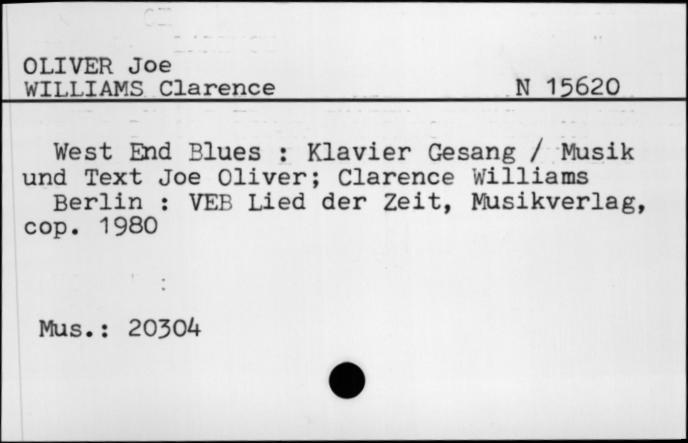 OLIVER Joe
WILLIAMS Clarence N 15620
West End Blues : Klavier Gesang / Musik
und Text Joe Oliver; Clarence Williams
Berlin : VEB Lied der Zeit, Musikverlag,
cop. 1980
Mus.: 20304